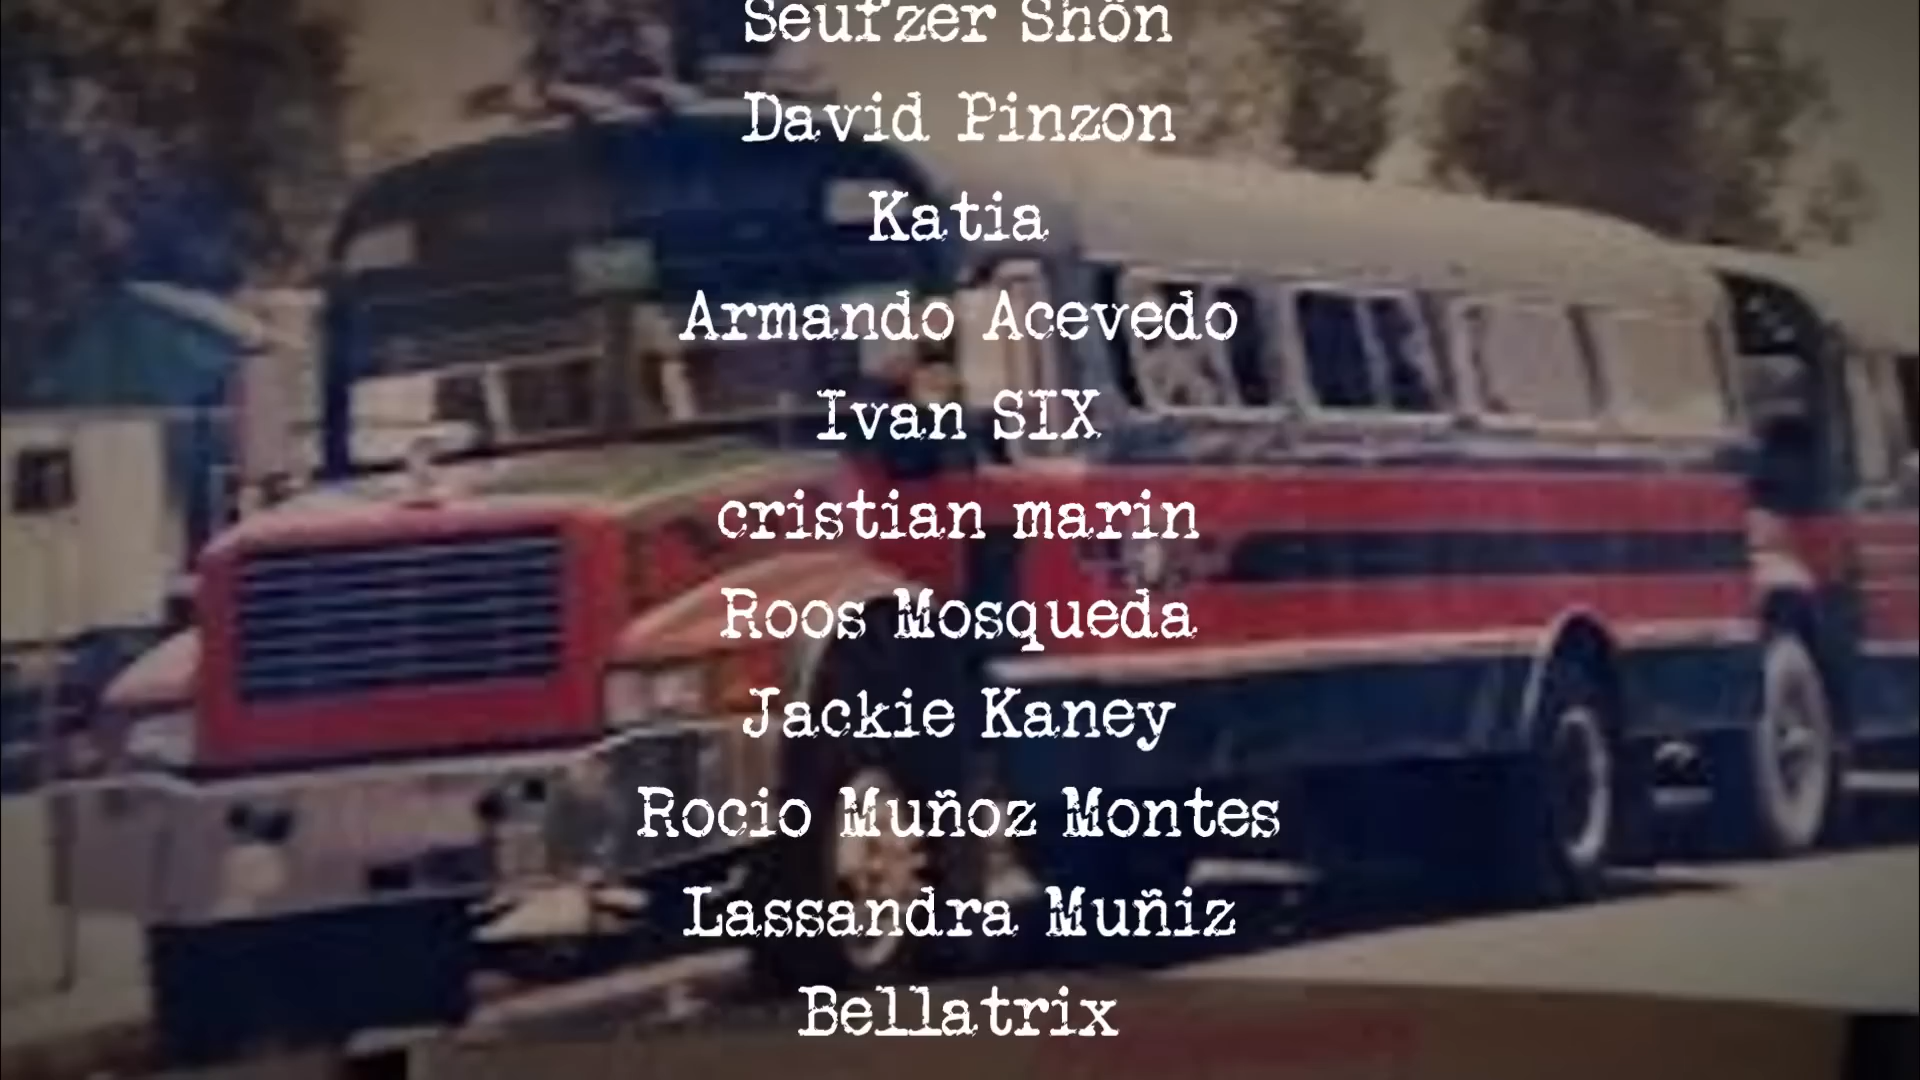 Seufzer Shön
David Pinzon
Katia
Armando Acevedo
Ivan SIX
cristian marin
Roos Mosqueda
Jackie Kaney
Rocio Muñoz Montes
Lassandra Muñiz
Bellatrix